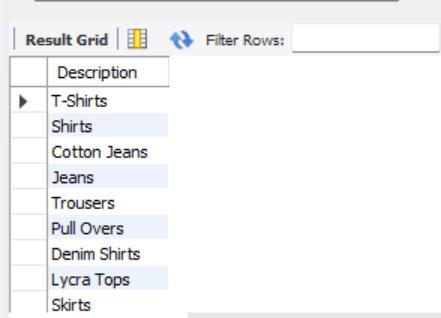 Result Grid Filter Rows:
Description
T-Shirts
Shirts
Cotton Jeans
Jeans
Trousers
Pull Overs
Denim Shirts
Lycra Tops
Skirts